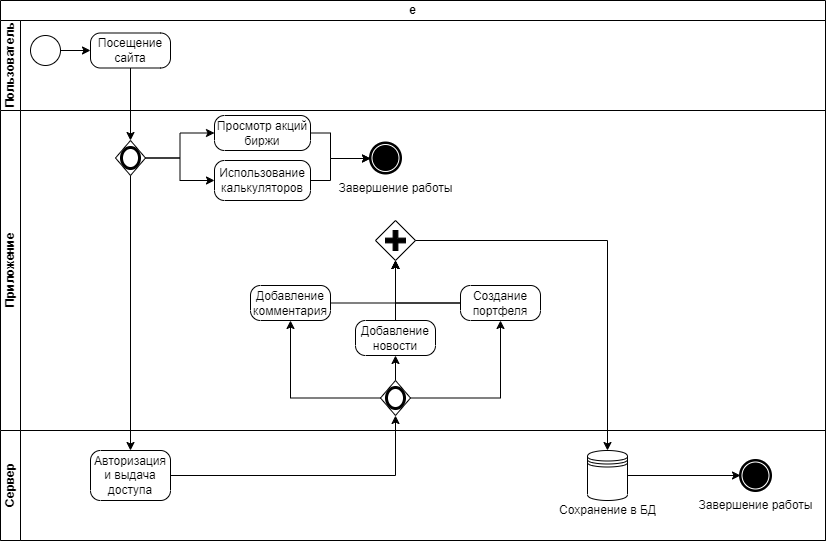 e
Пользователь
Посещение
сайта
Приложение
Просмотр акций
биржи
Использование
калькуляторов
Завершение работы
Добавление
комментария
Создание
портфеля
Добавление
новости
Сервер
Авторизация
и выдача
доступа
Сохранение в БД
Завершение работы